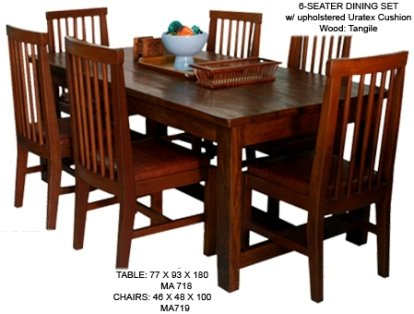 6-SEATER DINING SET
w/ upholstered Uratex Cushion
Wood: Tangile
TABLE: 77 X 93 X 180
MA 718
CHAIRS: 46 X 48 X 100
MA719